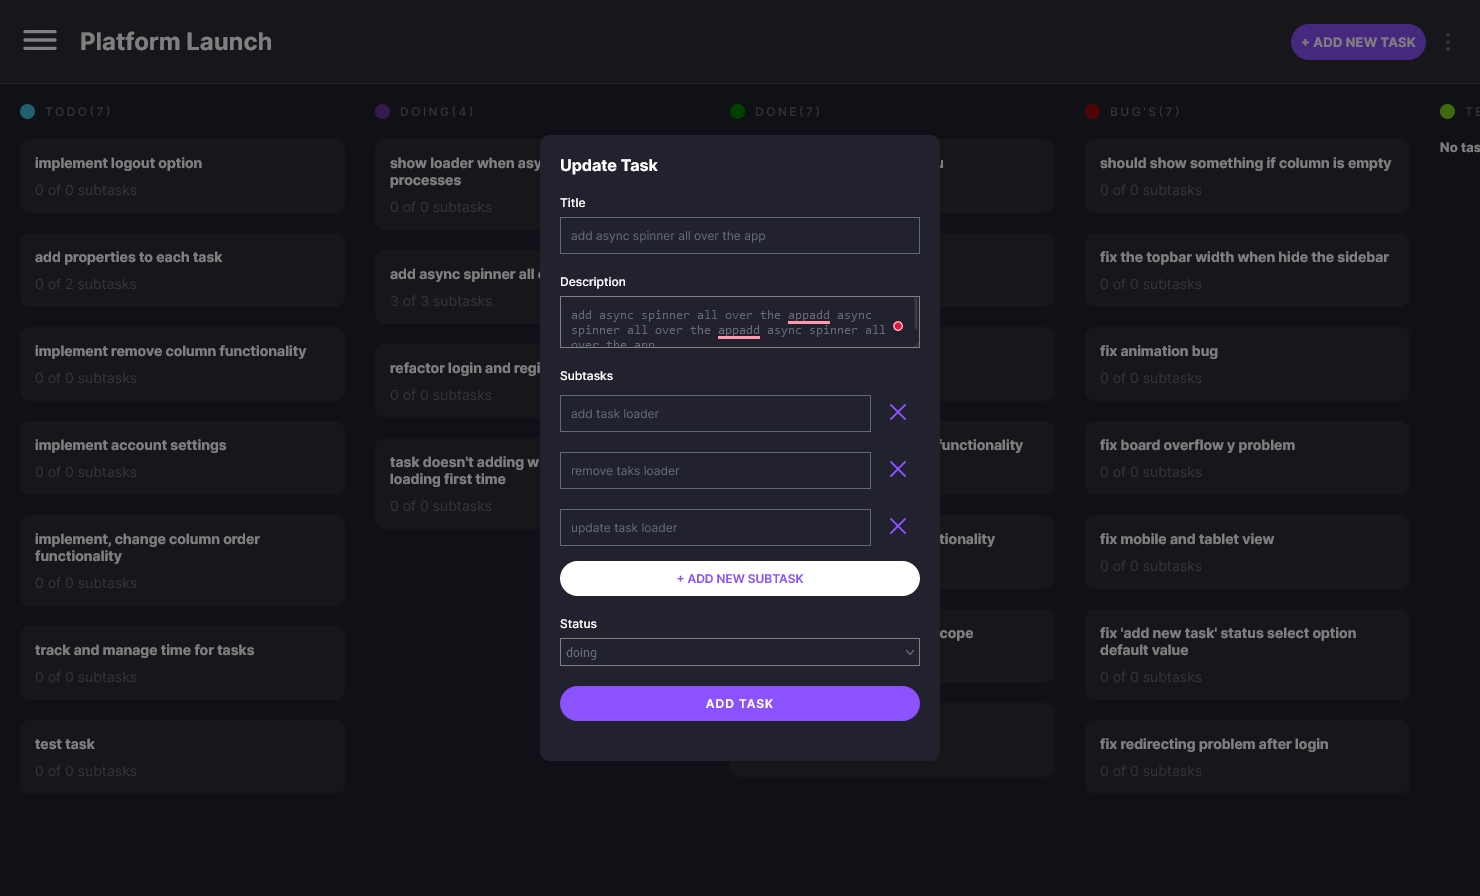 Platform Launch
+ ADD NEW TASK
TODO(7)
implement logout option
0 of 0 subtasks
add properties to each task
0 of 2 subtasks
implement remove column functionality
0 of 0 subtasks
implement account settings
0 of 0 subtasks
implement, change column order
functionality
0 of 0 subtasks
track and manage time for tasks
0 of 0 subtasks
test task
0 of 0 subtasks
DOING(4)
show loader when asy
processes
0 of 0 subtasks
add async spinner all
3 of 3 subtasks
refactor login and regi
0 of 0 subtasks
task doesn't adding w
loading first time
0 of 0 subtasks
DONE(7)
functionality
tionality
cope
BUG'S(7)
should show something if column is empty
0 of 0 subtasks
fix the topbar width when hide the sidebar
0 of 0 subtasks
fix animation bug
0 of 0 subtasks
fix board overflow y problem
0 of 0 subtasks
fix mobile and tablet view
0 of 0 subtasks
fix 'add new task' status select option
default value
0 of 0 subtasks
fix redirecting problem after login
0 of 0 subtasks
TE
No tas
Update Task
Title
add async spinner all over the app
Description
add async spinner all over the appadd async
spinner all over the appadd async spinner all
over the app
Subtasks
add task loader
remove taks loader
update task loader
+ ADD NEW SUBTASK
Status
doing
ADD TASK